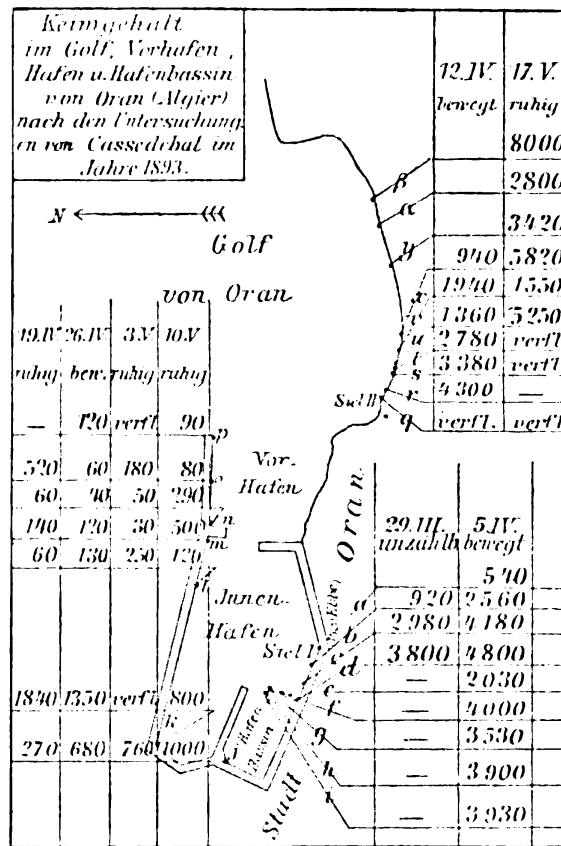 Keimgehalt
im Golf, Vorhafen,
Hafen u. Hafenbassin
von Oran (Algier)
nach den Untersuchung
en von Cassedebat im
Jahre 1893.
12.IV. 17.V.
bewegt ruhig
8000
β
2800
α
3420
y
940 5820
x
1940 1550
v
1360 5250
u
2780 verfl.
t
3380 verfl.
s
4300 —
r
verfl. verfl.
q
N
Golf
von Oran
Siel II
19.IV 26.IV 3.V 10.V
ruhig bew. ruhig ruhig
— 120 verfl. 90
p
520 60 180 80
o
60 40 50 290
n
140 120 30 500
m
60 130 250 120
l
1840 1350 verfl. 800
k
270 680 760 1000
Vor-
Hafen
Innen-
Hafen
Siel I
Hafen
Bassin
Stadt Oran
29.III. 5.IV.
unzählb bewegt
540
a
920 2560
b
2980 4180
c
3800 4800
d
— 2030
e
— 4000
f
— 3530
g
— 3900
h
— 3930
i